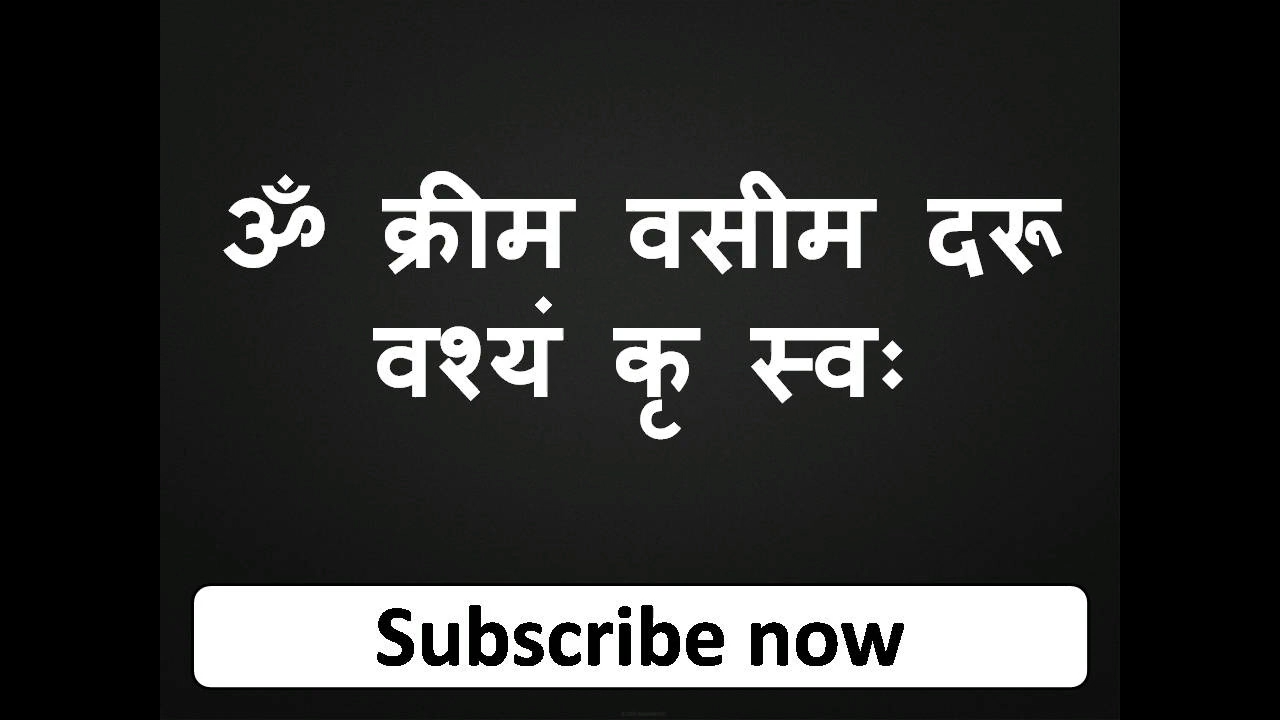 ॐ क्रीम वसीम दरू
वश्यं कृ स्वः
Subscribe now